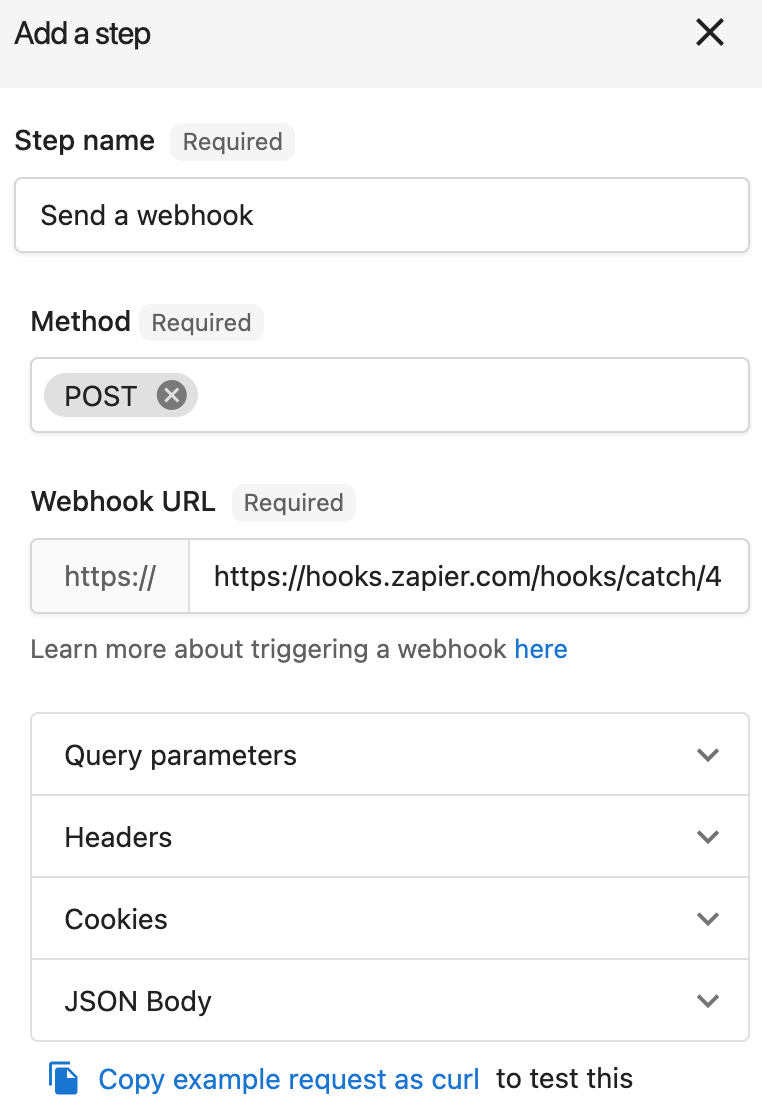 Add a step
Step name Required
Send a webhook
Method Required
POST
Webhook URL Required
https:// https://hooks.zapier.com/hooks/catch/4
Learn more about triggering a webhook here
Query parameters
Headers
Cookies
JSON Body
Copy example request as curl to test this